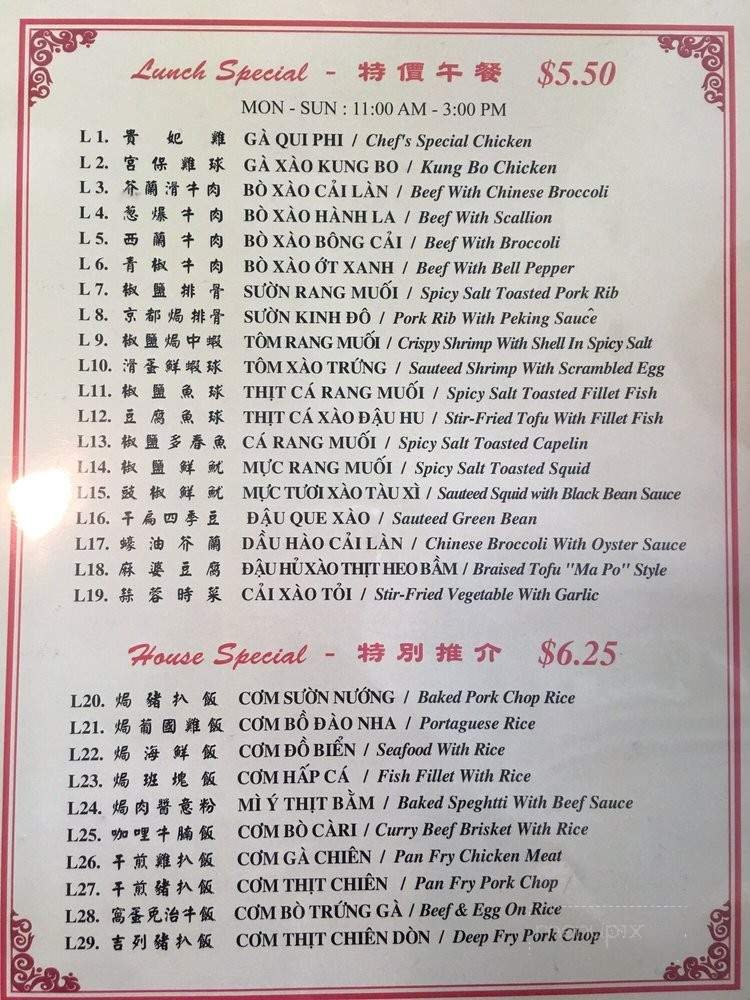 Lunch Special - 特價午餐 $5.50
MON - SUN : 11:00 AM - 3:00 PM
L 1. 貴妃雞 GÀ QUI PHI / Chef's Special Chicken
L 2. 宮保雞球 GÀ XÀO KUNG BO / Kung Bo Chicken
L 3. 芥蘭滑牛肉 BÒ XÀO CẢI LÀN / Beef With Chinese Broccoli
L 4. 葱爆牛肉 BÒ XÀO HÀNH LA / Beef With Scallion
L 5. 西蘭牛肉 BÒ XÀO BÔNG CẢI / Beef With Broccoli
L 6. 青椒牛肉 BÒ XÀO ỚT XANH / Beef With Bell Pepper
L 7. 椒鹽排骨 SƯỜN RANG MUỐI / Spicy Salt Toasted Pork Rib
L 8. 京都焗排骨 SƯỜN KINH ĐÔ / Pork Rib With Peking Sauce
L 9. 椒鹽焗中蝦 TÔM RANG MUỐI / Crispy Shrimp With Shell In Spicy Salt
L10. 滑蛋鮮蝦球 TÔM XÀO TRỨNG / Sauteed Shrimp With Scrambled Egg
L11. 椒鹽魚球 THỊT CÁ RANG MUỐI / Spicy Salt Toasted Fillet Fish
L12. 豆腐魚球 THỊT CÁ XÀO ĐẬU HU / Stir-Fried Tofu With Fillet Fish
L13. 椒鹽多春魚 CÁ RANG MUỐI / Spicy Salt Toasted Capelin
L14. 椒鹽鮮魷 MỰC RANG MUỐI / Spicy Salt Toasted Squid
L15. 豉椒鮮魷 MỰC TƯƠI XÀO TÀU XÌ / Sauteed Squid with Black Bean Sauce
L16. 干扁四季豆 ĐẬU QUE XÀO / Sauteed Green Bean
L17. 蠔油芥蘭 DẦU HÀO CẢI LÀN / Chinese Broccoli With Oyster Sauce
L18. 麻婆豆腐 ĐẬU HỦ XÀO THỊT HEO BẦM / Braised Tofu "Ma Po" Style
L19. 蒜蓉時菜 CẢI XÀO TỎI / Stir-Fried Vegetable With Garlic
House Special - 特別推介 $6.25
L20. 焗豬扒飯 CƠM SƯỜN NƯỚNG / Baked Pork Chop Rice
L21. 焗葡國雞飯 CƠM BỒ ĐÀO NHA / Portaguese Rice
L22. 焗海鮮飯 CƠM ĐỒ BIỂN / Seafood With Rice
L23. 焗班塊飯 CƠM HẤP CÁ / Fish Fillet With Rice
L24. 焗肉醬意粉 MÌ Ý THỊT BẰM / Baked Speghtti With Beef Sauce
L25. 咖哩牛腩飯 CƠM BÒ CÀRI / Curry Beef Brisket With Rice
L26. 干煎雞扒飯 CƠM GÀ CHIÊN / Pan Fry Chicken Meat
L27. 干煎豬扒飯 CƠM THỊT CHIÊN / Pan Fry Pork Chop
L28. 窩蛋免治牛飯 CƠM BÒ TRỨNG GÀ / Beef & Egg On Rice
L29. 吉列豬扒飯 CƠM THỊT CHIÊN DÒN / Deep Fry Pork Chop